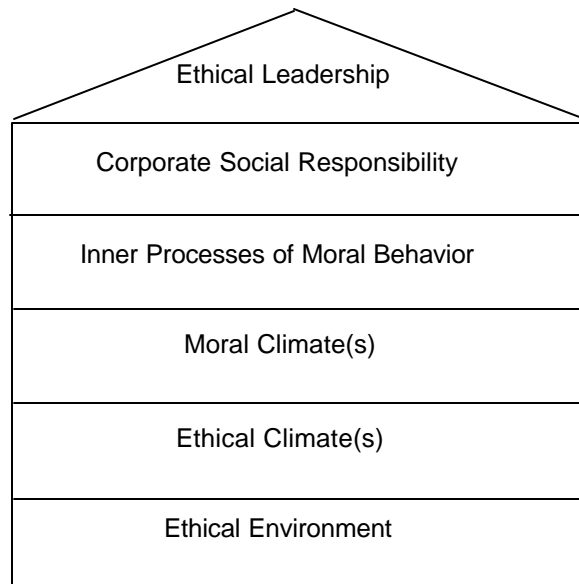 Ethical Leadership
Corporate Social Responsibility
Inner Processes of Moral Behavior
Moral Climate(s)
Ethical Climate(s)
Ethical Environment